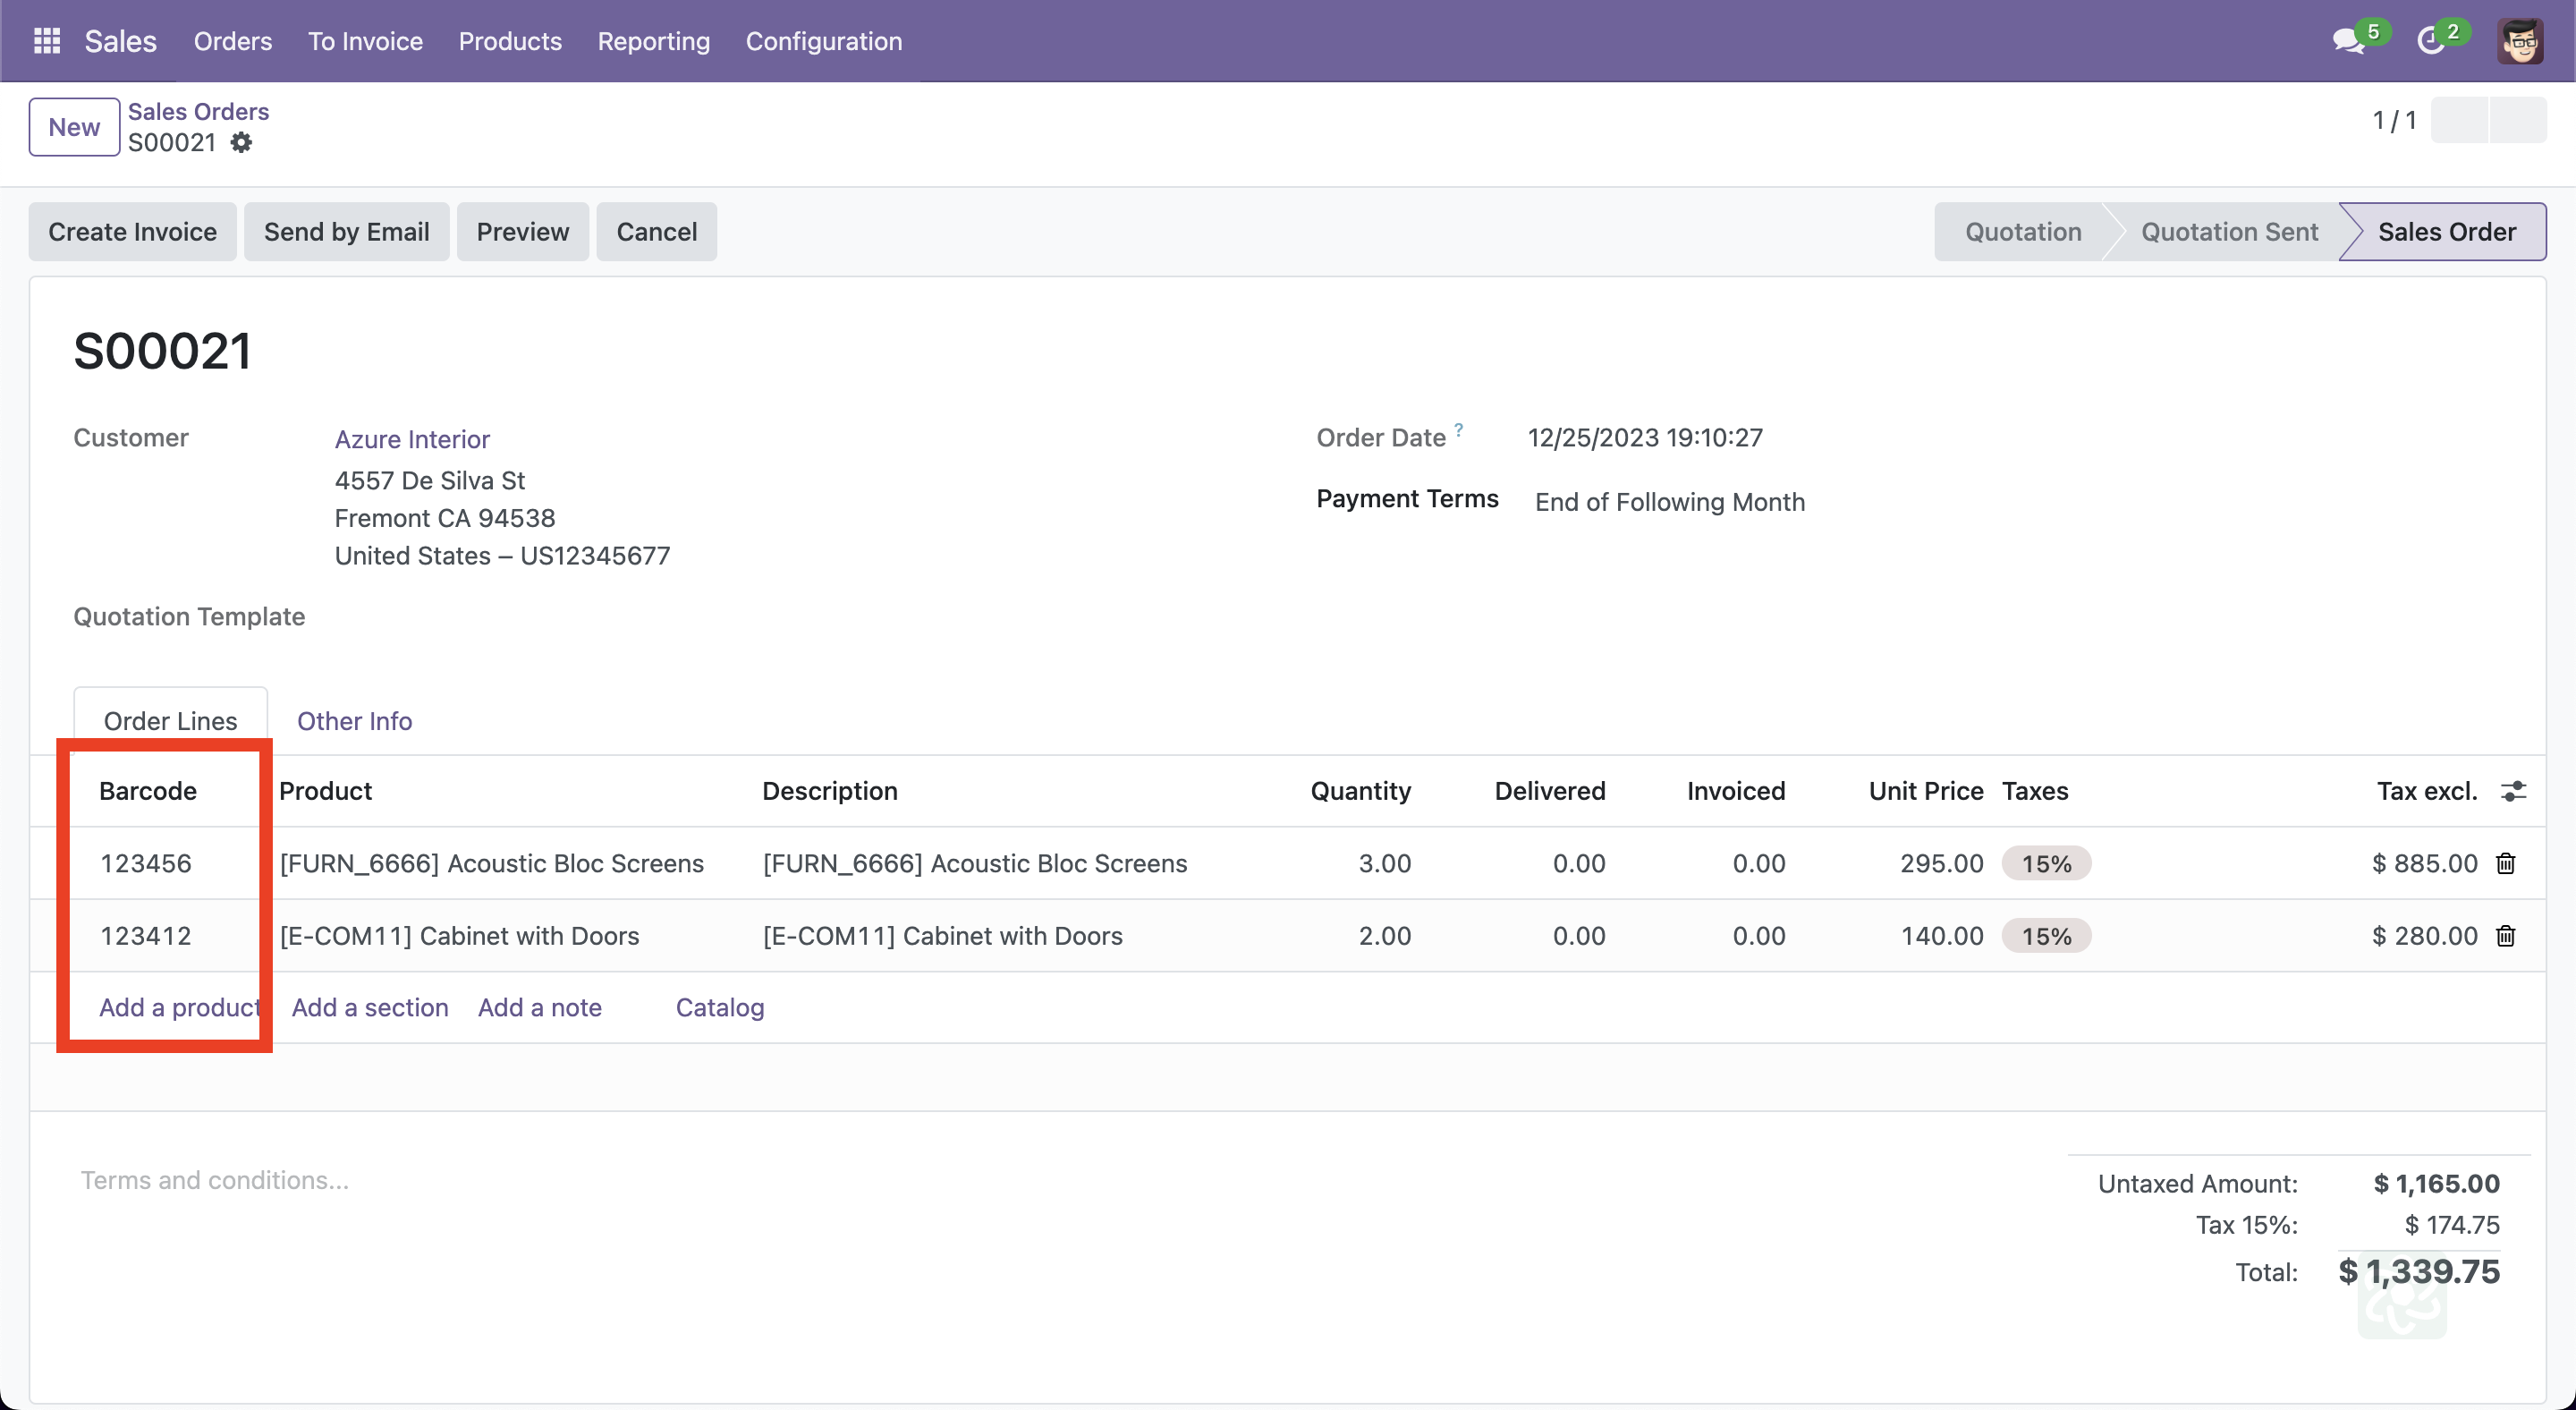 Sales Orders To Invoice Products Reporting Configuration 5 2
New Sales Orders 1 / 1
S00021
Create Invoice Send by Email Preview Cancel Quotation Quotation Sent Sales Order
S00021
Customer Azure Interior Order Date ? 12/25/2023 19:10:27
4557 De Silva St
Fremont CA 94538
United States – US12345677
Payment Terms End of Following Month
Quotation Template
Order Lines Other Info
Barcode Product Description Quantity Delivered Invoiced Unit Price Taxes Tax excl.
123456 [FURN_6666] Acoustic Bloc Screens [FURN_6666] Acoustic Bloc Screens 3.00 0.00 0.00 295.00 15% $ 885.00
123412 [E-COM11] Cabinet with Doors [E-COM11] Cabinet with Doors 2.00 0.00 0.00 140.00 15% $ 280.00
Add a product Add a section Add a note Catalog
Terms and conditions...
Untaxed Amount: $ 1,165.00
Tax 15%: $ 174.75
Total: $ 1,339.75